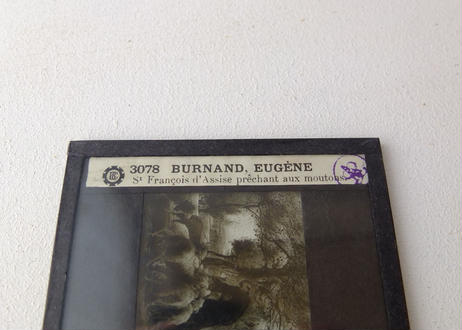 3078 BURNAND, EUGÈNE
St François d'Assise prêchant aux moutons.